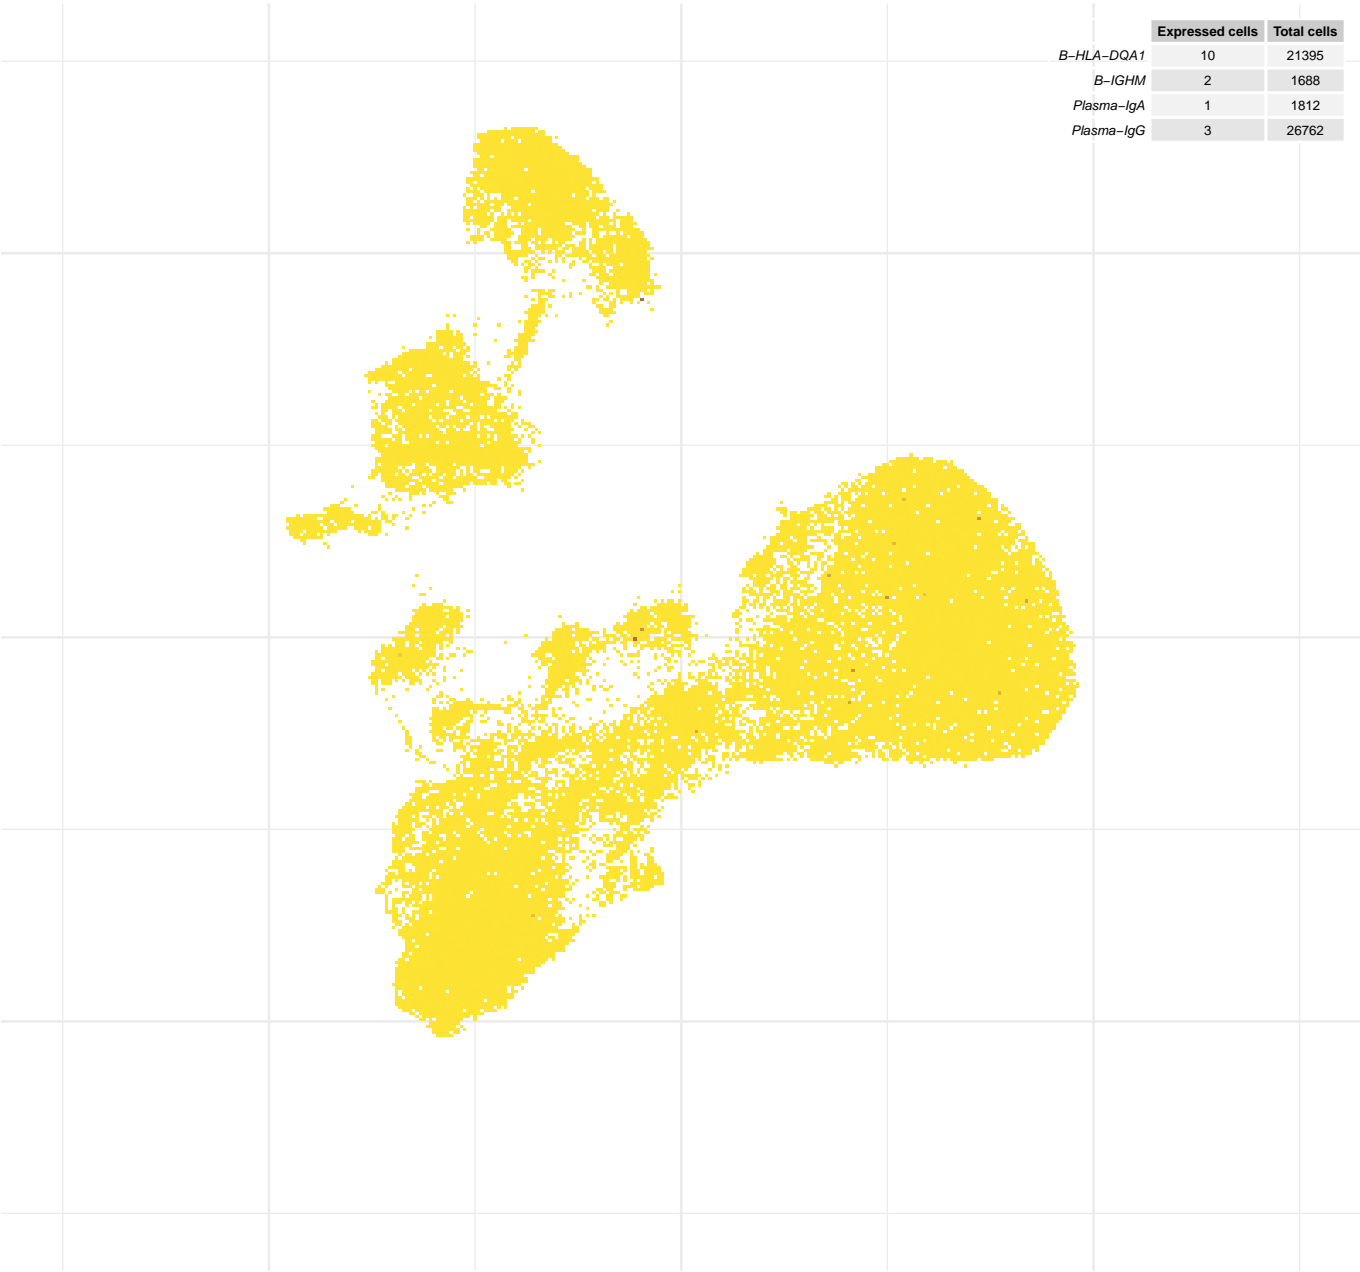 Expressed cells Total cells
B−HLA−DQA1 10 21395
B−IGHM 2 1688
Plasma−IgA 1 1812
Plasma−IgG 3 26762